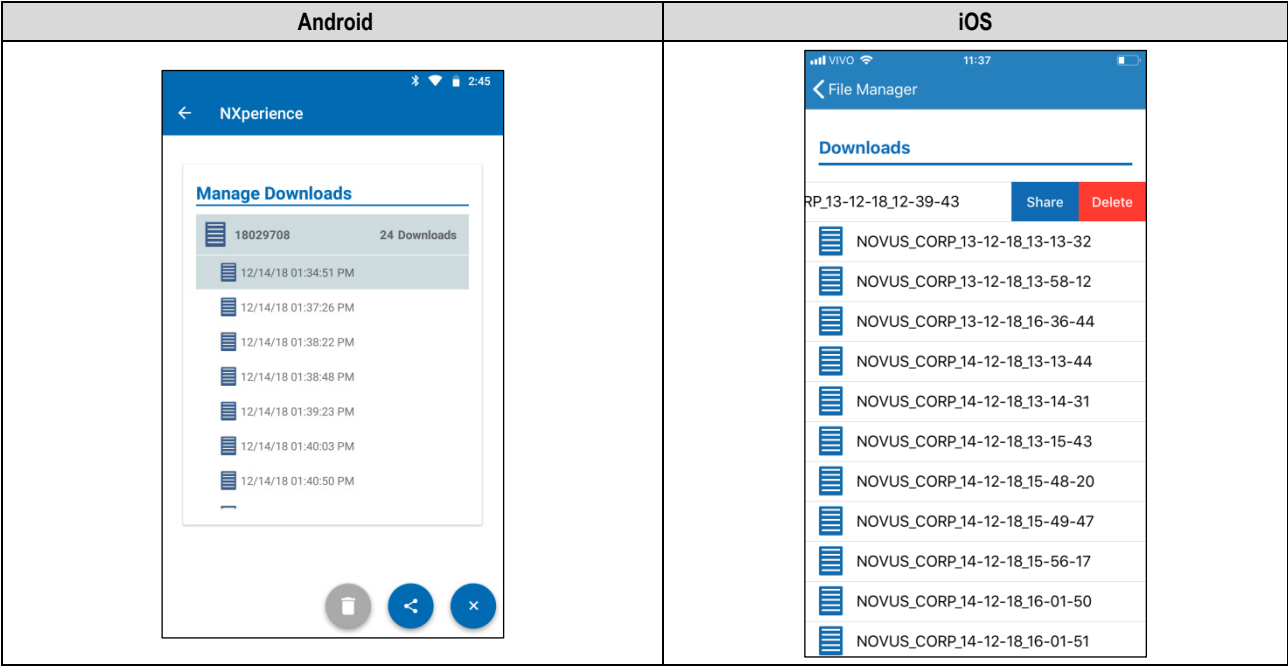 Android
iOS
2:45
NXperience
Manage Downloads
18029708 24 Downloads
12/14/18 01:34:51 PM
12/14/18 01:37:26 PM
12/14/18 01:38:22 PM
12/14/18 01:38:48 PM
12/14/18 01:39:23 PM
12/14/18 01:40:03 PM
12/14/18 01:40:50 PM
VIVO 11:37
File Manager
Downloads
RP_13-12-18_12-39-43 Share Delete
NOVUS_CORP_13-12-18_13-13-32
NOVUS_CORP_13-12-18_13-58-12
NOVUS_CORP_13-12-18_16-36-44
NOVUS_CORP_14-12-18_13-13-44
NOVUS_CORP_14-12-18_13-14-31
NOVUS_CORP_14-12-18_13-15-43
NOVUS_CORP_14-12-18_15-48-20
NOVUS_CORP_14-12-18_15-49-47
NOVUS_CORP_14-12-18_15-56-17
NOVUS_CORP_14-12-18_16-01-50
NOVUS_CORP_14-12-18_16-01-51